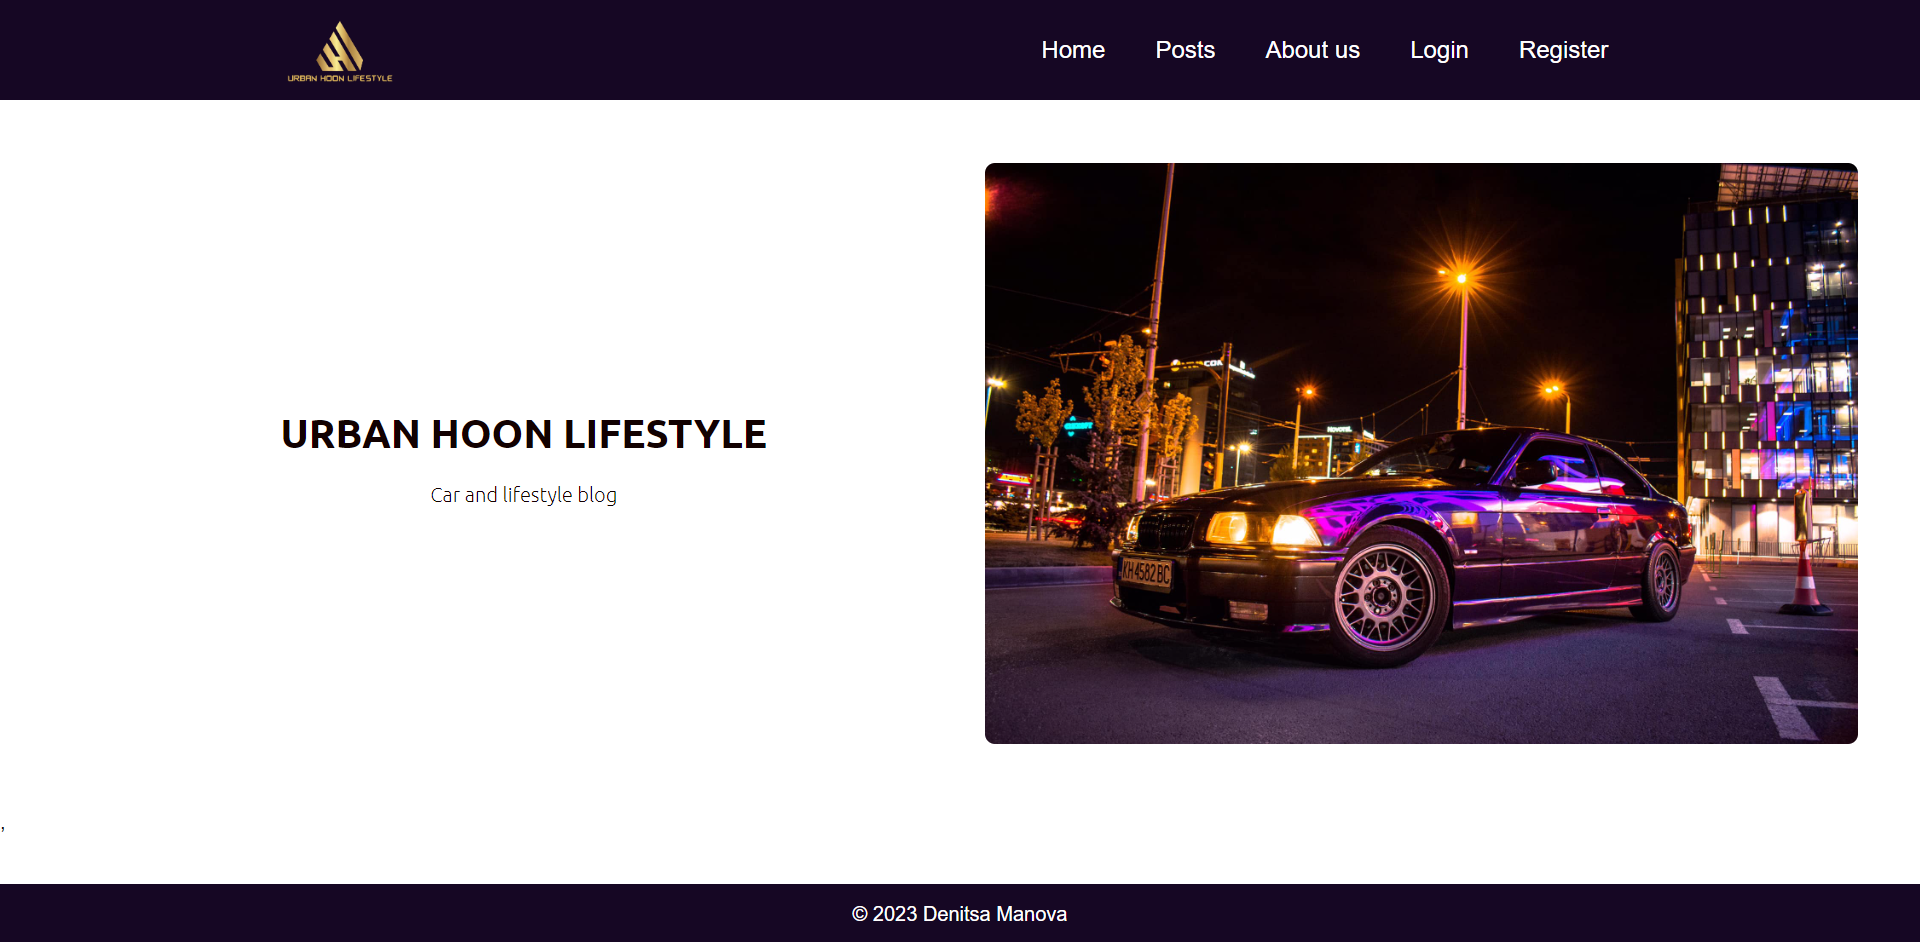 URBAN HOON LIFESTYLE
Home Posts About us Login Register
URBAN HOON LIFESTYLE
Car and lifestyle blog
Novotel
KH4582BC
,
© 2023 Denitsa Manova